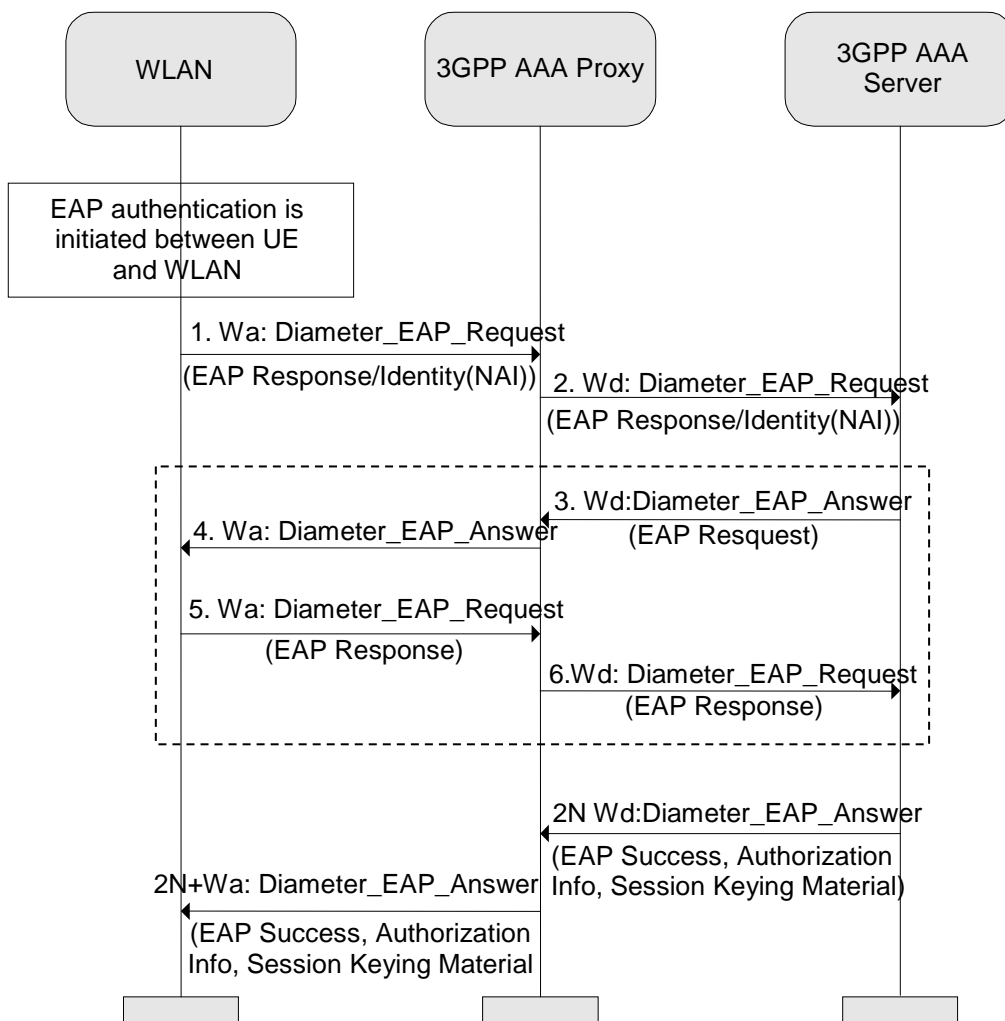 WLAN
3GPP AAA Proxy
3GPP AAA
Server
EAP authentication is
initiated between UE
and WLAN
1. Wa: Diameter_EAP_Request
(EAP Response/Identity(NAI))
2. Wd: Diameter_EAP_Request
(EAP Response/Identity(NAI))
3. Wd:Diameter_EAP_Answer
(EAP Resquest)
4. Wa: Diameter_EAP_Answer
5. Wa: Diameter_EAP_Request
(EAP Response)
6.Wd: Diameter_EAP_Request
(EAP Response)
2N Wd:Diameter_EAP_Answer
(EAP Success, Authorization
Info, Session Keying Material)
2N+Wa: Diameter_EAP_Answer
(EAP Success, Authorization
Info, Session Keying Material